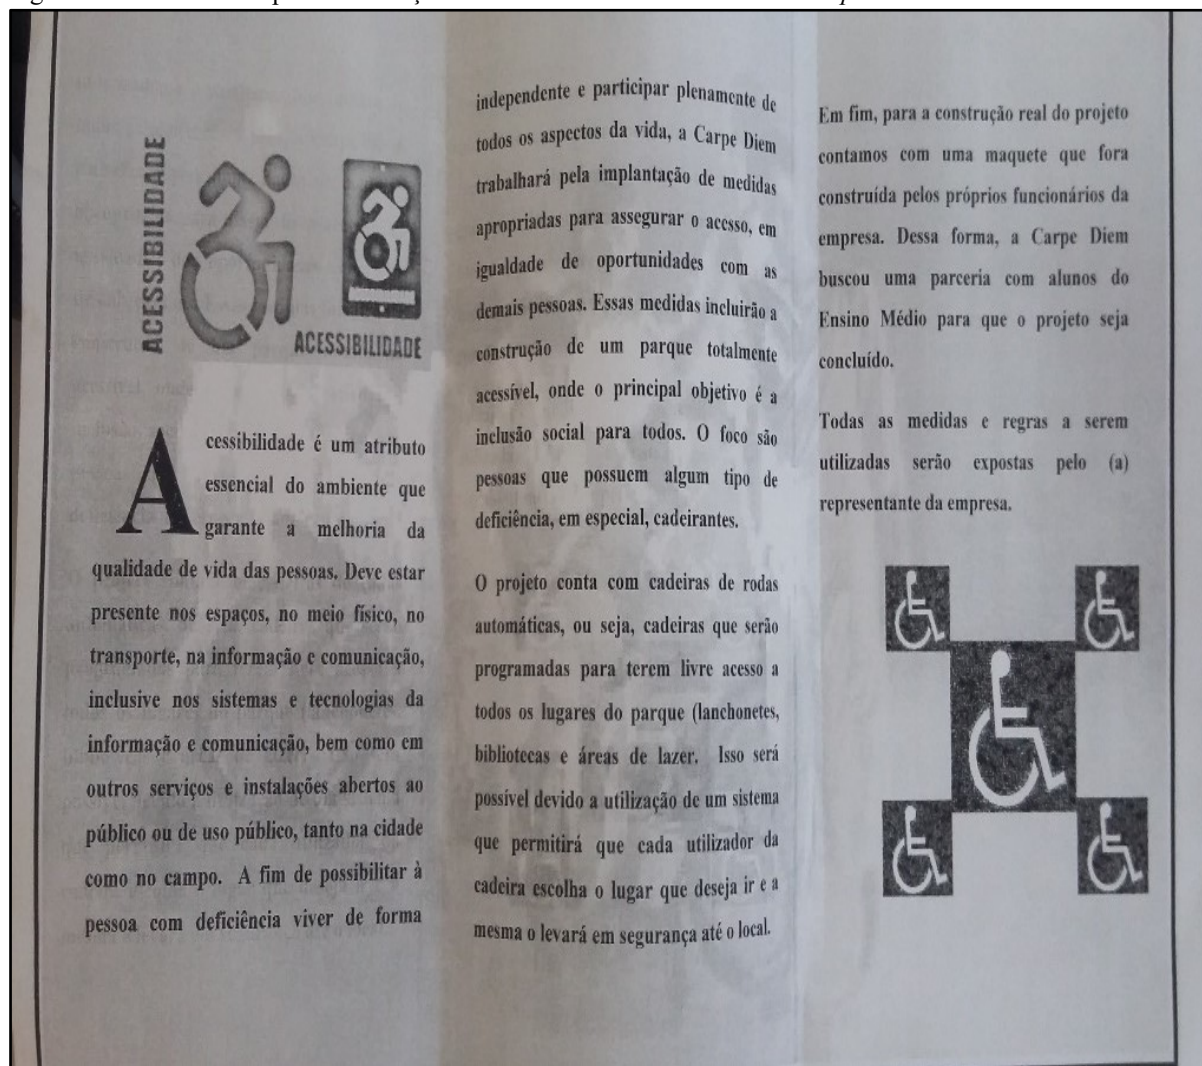 ACESSIBILIDADE
ACESSIBILIDADE
Acessibilidade é um atributo
essencial do ambiente que
garante a melhoria da
qualidade de vida das pessoas. Deve estar
presente nos espaços, no meio físico, no
transporte, na informação e comunicação,
inclusive nos sistemas e tecnologias da
informação e comunicação, bem como em
outros serviços e instalações abertos ao
público ou de uso público, tanto na cidade
como no campo. A fim de possibilitar à
pessoa com deficiência viver de forma
independente e participar plenamente de
todos os aspectos da vida, a Carpe Diem
trabalhará pela implantação de medidas
apropriadas para assegurar o acesso, em
igualdade de oportunidades com as
demais pessoas. Essas medidas incluirão a
construção de um parque totalmente
acessível, onde o principal objetivo é a
inclusão social para todos. O foco são
pessoas que possuem algum tipo de
deficiência, em especial, cadeirantes.
O projeto conta com cadeiras de rodas
automáticas, ou seja, cadeiras que serão
programadas para terem livre acesso a
todos os lugares do parque (lanchonetes,
bibliotecas e áreas de lazer. Isso será
possível devido a utilização de um sistema
que permitirá que cada utilizador da
cadeira escolha o lugar que deseja ir e a
mesma o levará em segurança até o local.
Em fim, para a construção real do projeto
contamos com uma maquete que fora
construída pelos próprios funcionários da
empresa. Dessa forma, a Carpe Diem
buscou uma parceria com alunos do
Ensino Médio para que o projeto seja
concluído.
Todas as medidas e regras a serem
utilizadas serão expostas pelo (a)
representante da empresa.